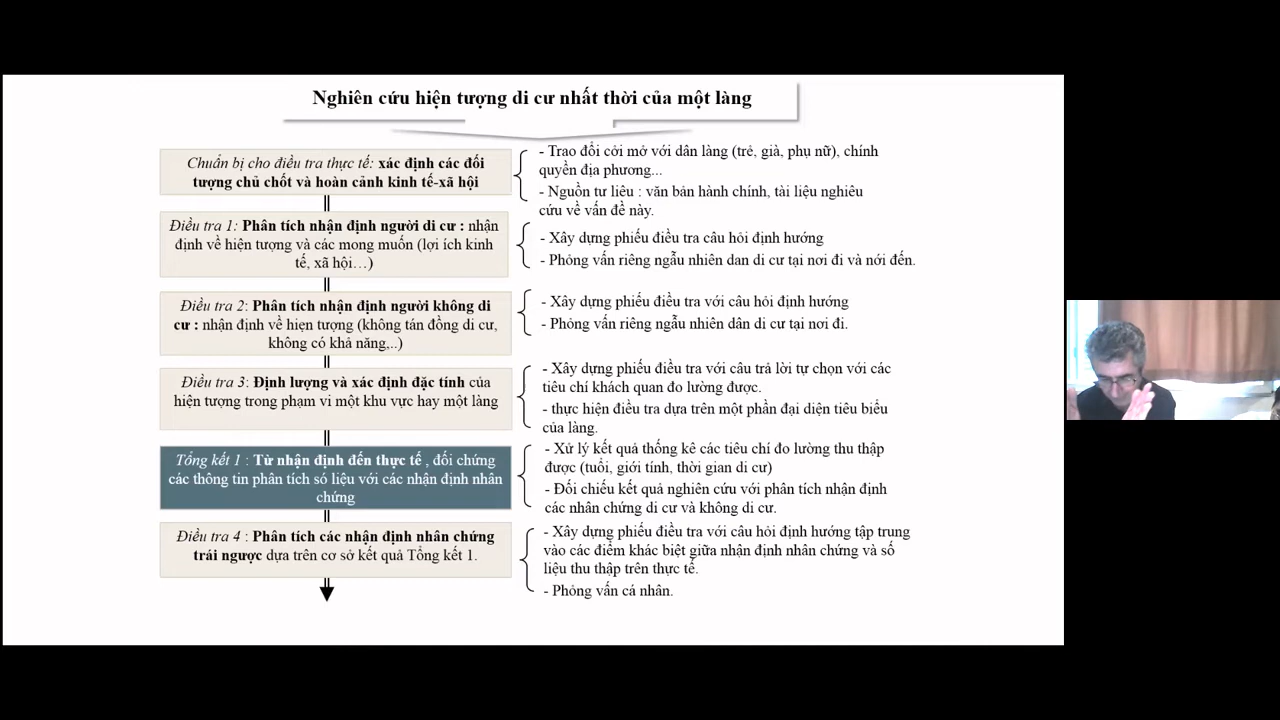 Nghiên cứu hiện tượng di cư nhất thời của một làng
Chuẩn bị cho điều tra thực tế: xác định các đối
tượng chủ chốt và hoàn cảnh kinh tế-xã hội
- Trao đổi cởi mở với dân làng (trẻ, già, phụ nữ), chính
quyền địa phương...
- Nguồn tư liệu : văn bản hành chính, tài liệu nghiêu
cứu về vấn đề này.
Điều tra 1: Phân tích nhận định người di cư : nhận
định về hiện tượng và các mong muốn (lợi ích kinh
tế, xã hội…)
- Xây dựng phiếu điều tra câu hỏi định hướng
- Phỏng vấn riêng ngẫu nhiên dan di cư tại nơi đi và nới đến.
Điều tra 2: Phân tích nhận định người không di
cư : nhận định về hiẹn tượng (không tán đồng di cư,
không có khả năng,..)
- Xây dựng phiếu điều tra với câu hỏi định hướng
- Phỏng vấn riêng ngẫu nhiên dân di cư tại nơi đi.
Điều tra 3: Định lượng và xác định đặc tính của
hiện tượng trong phạm vi một khu vực hay một làng
- Xây dựng phiếu điều tra với câu trả lời tự chọn với các
tiêu chí khách quan đo lường được.
- thực hiện điều tra dựa trên một phần đại diện tiêu biểu
của làng.
Tổng kết 1 : Từ nhận định đến thực tế , đối chứng
các thông tin phân tích só liệu với các nhận định nhân
chứng
- Xử lý kết quả thống kê các tiêu chí đo lường thu thập
được (tuổi, giới tính, thời gian di cư)
- Đối chiếu kết quả nghiên cứu với phân tích nhận định
các nhân chứng di cư và không di cư.
Điều tra 4 : Phân tích các nhận định nhân chứng
trái ngược dựa trên cơ sở kết quả Tổng kết 1.
- Xây dựng phiếu điều tra với câu hỏi định hướng tập trung
vào các điểm khác biệt giữa nhận định nhân chứng và số
liệu thu thập trên thực tế.
- Phỏng vấn cá nhân.